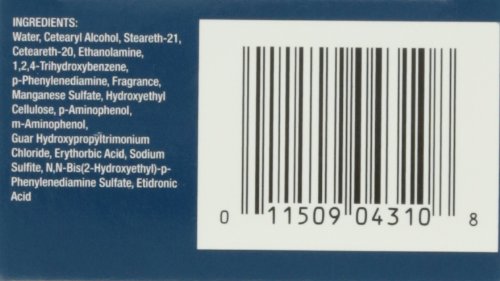 INGREDIENTS:
Water, Cetearyl Alcohol, Steareth-21,
Ceteareth-20, Ethanolamine,
1,2,4-Trihydroxybenzene,
p-Phenylenediamine, Fragrance,
Manganese Sulfate, Hydroxyethyl
Cellulose, p-Aminophenol,
m-Aminophenol,
Guar Hydroxypropyltrimonium
Chloride, Erythorbic Acid, Sodium
Sulfite, N,N-Bis(2-Hydroxyethyl)-p-
Phenylenediamine Sulfate, Etidronic
Acid
0 11509 04310 8